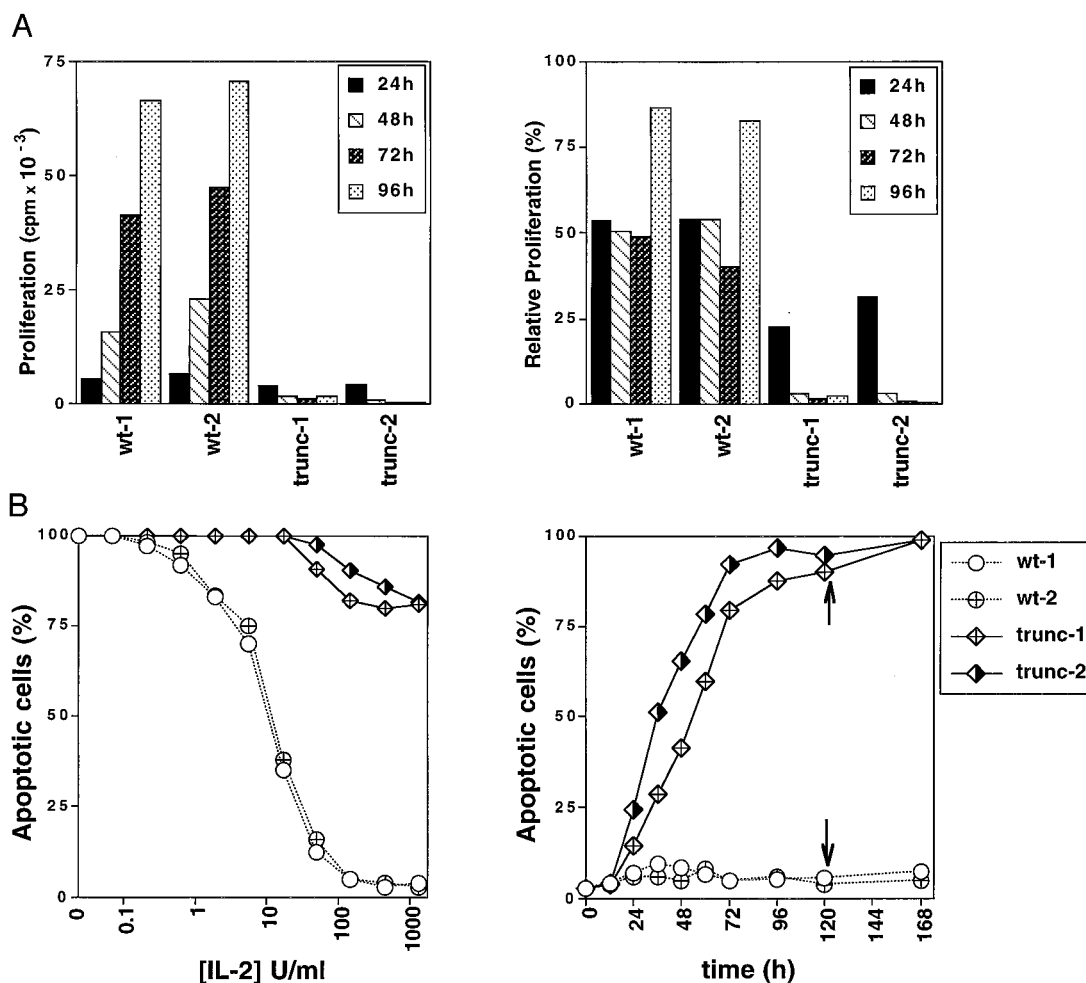 A
Proliferation (cpm x 10⁻³)
75
50
25
0
24h
48h
72h
96h
wt-1
wt-2
trunc-1
trunc-2
Relative Proliferation (%)
100
75
50
25
0
24h
48h
72h
96h
wt-1
wt-2
trunc-1
trunc-2
B
Apoptotic cells (%)
100
75
50
25
0
0
0.1
1
10
100
1000
[IL-2] U/ml
Apoptotic cells (%)
100
75
50
25
0
0
24
48
72
96
120
144
168
time (h)
wt-1
wt-2
trunc-1
trunc-2